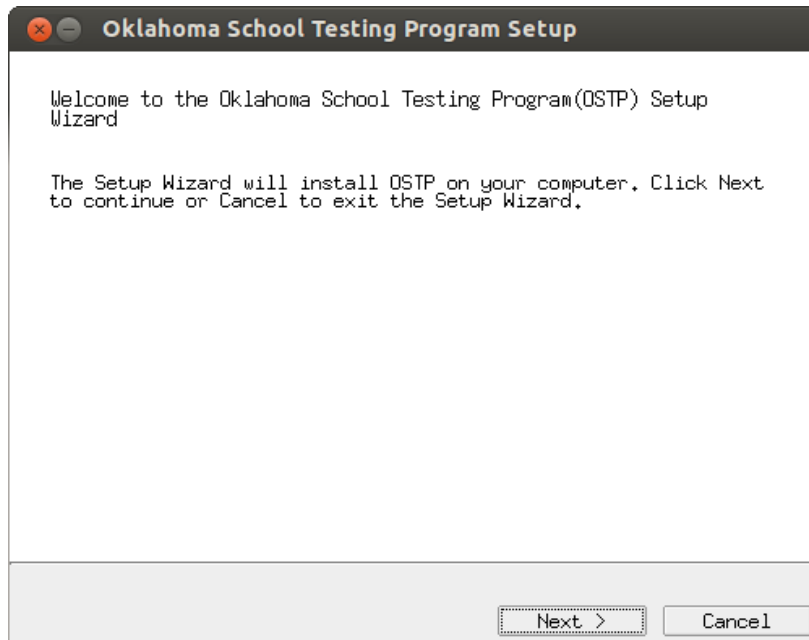 Oklahoma School Testing Program Setup
Welcome to the Oklahoma School Testing Program(OSTP) Setup
Wizard
The Setup Wizard will install OSTP on your computer. Click Next
to continue or Cancel to exit the Setup Wizard.
Next >
Cancel